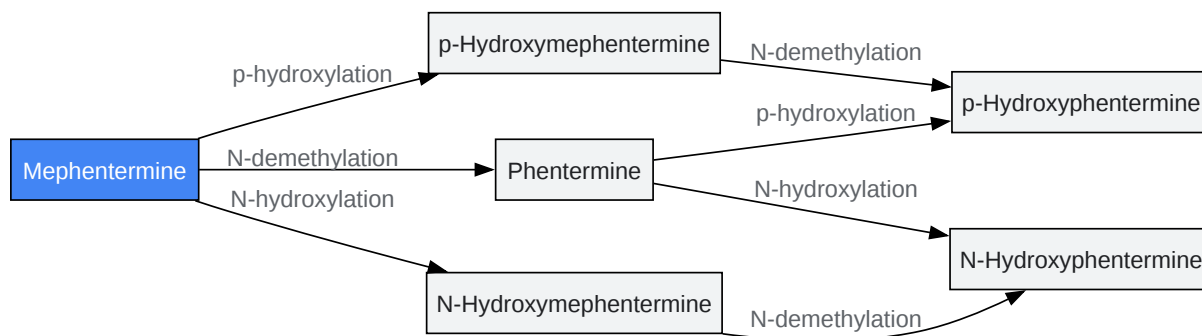 p-Hydroxymephentermine
N-demethylation
p-hydroxylation
p-Hydroxyphentermine
p-hydroxylation
Mephentermine
N-demethylation
Phentermine
N-hydroxylation
N-hydroxylation
N-Hydroxyphentermine
N-Hydroxymephentermine
N-demethylation